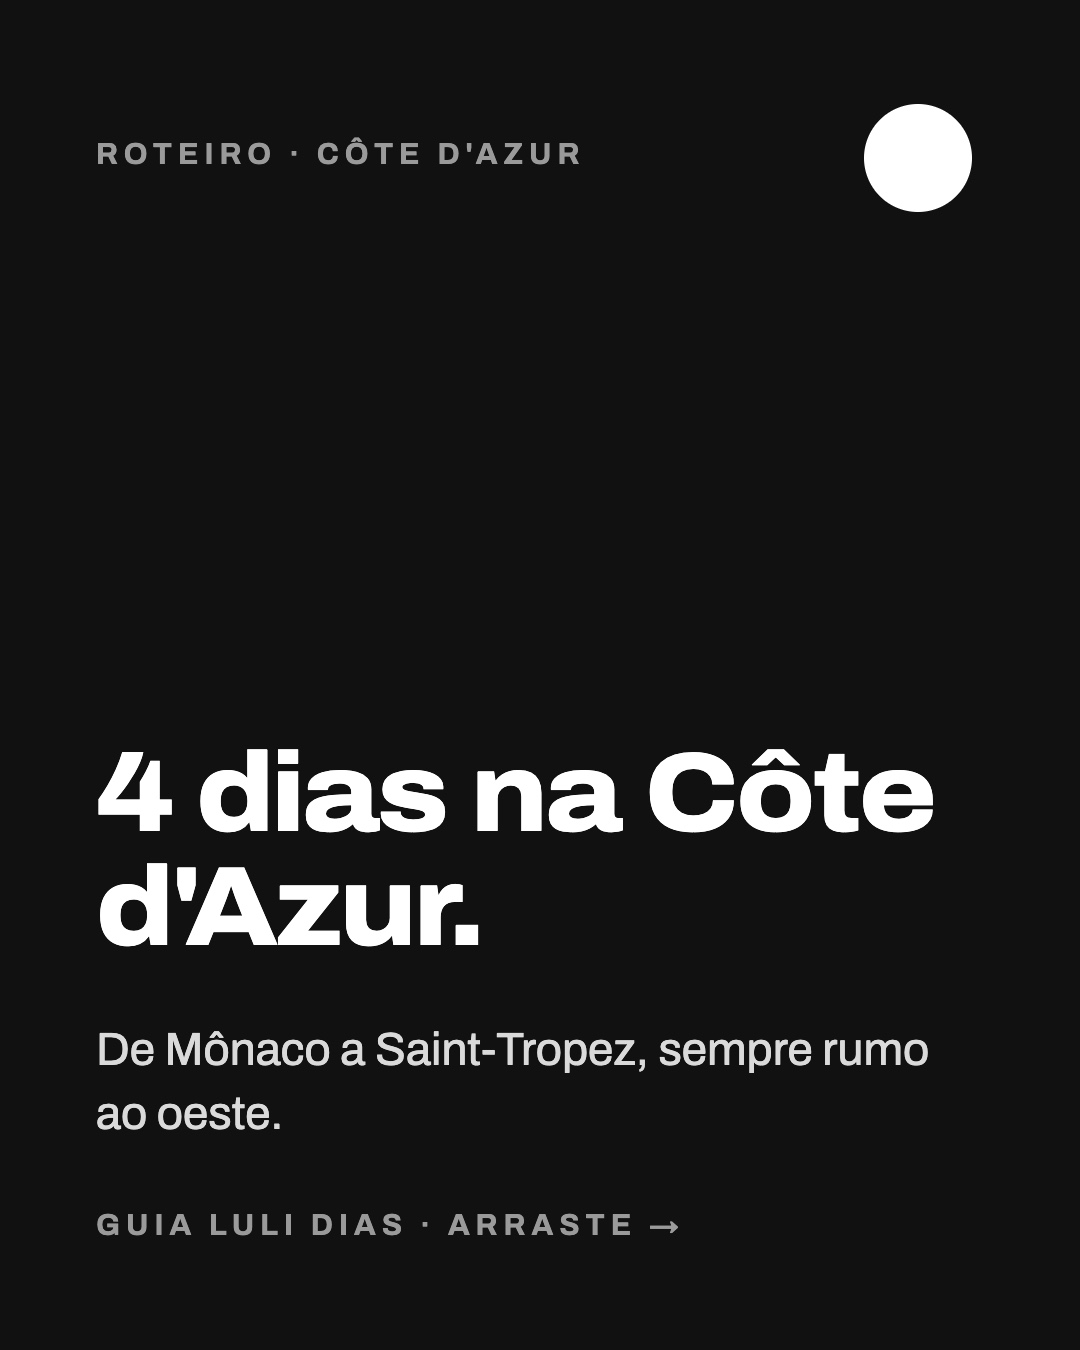 ROTEIRO · CÔTE D'AZUR
4 dias na Côte
d'Azur.
De Mônaco a Saint-Tropez, sempre rumo
ao oeste.
GUIA LULI DIAS · ARRASTE →